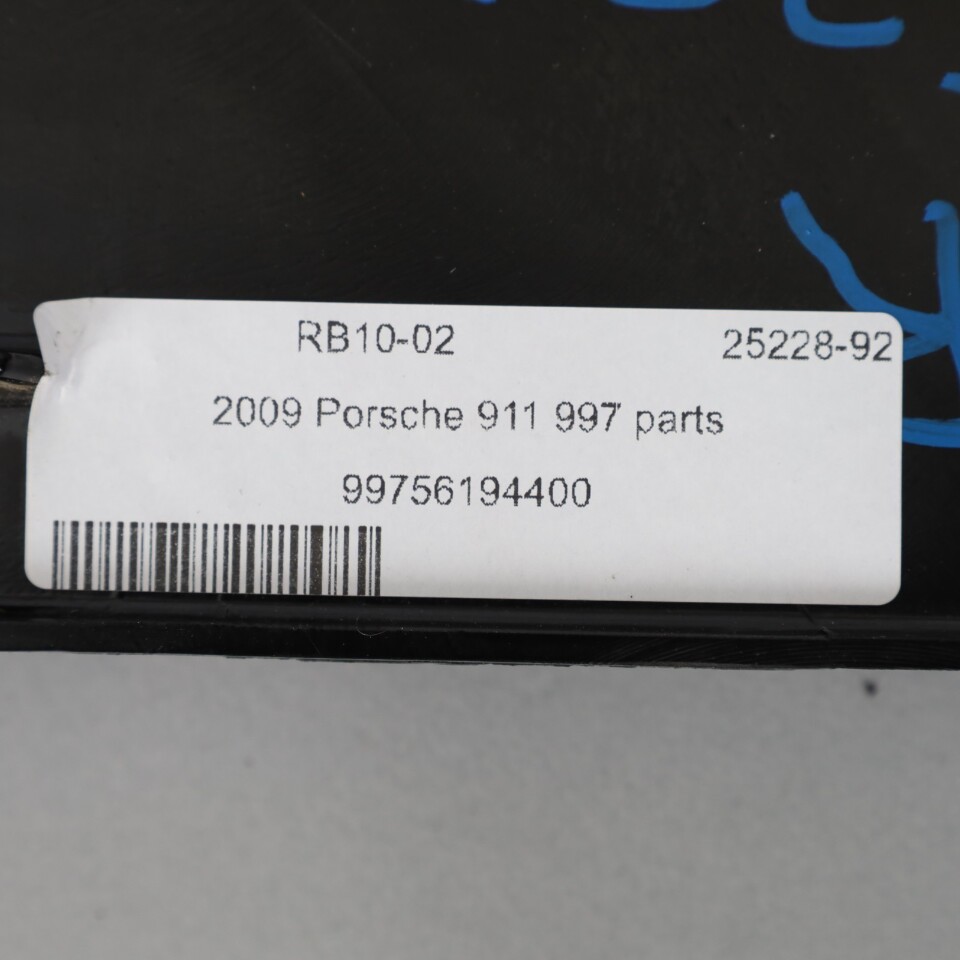 RB10-02 25228-92
2009 Porsche 911 997 parts
99756194400